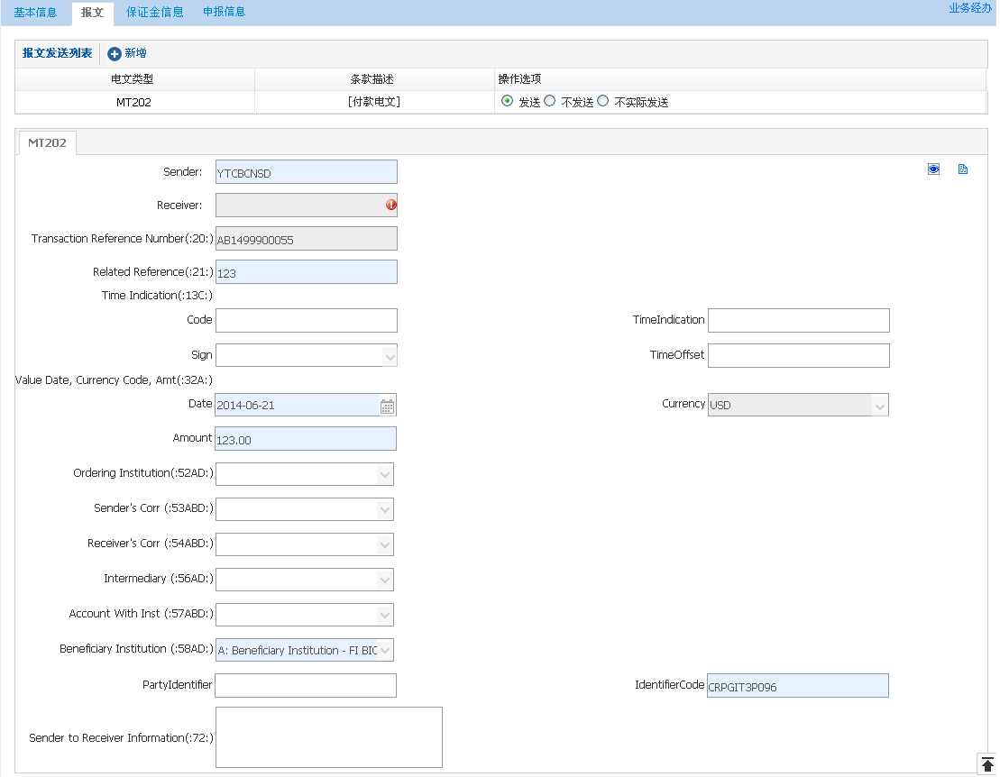 基本信息 报文 保证金信息 申报信息 业务经办
报文发送列表 新增
电文类型 条款描述 操作选项
MT202 [付款电文] 发送 不发送 不实际发送
MT202
Sender: YTCBCNSD
Receiver:
Transaction Reference Number(:20:) AB1499900055
Related Reference(:21:) 123
Time Indication(:13C:)
Code TimeIndication
Sign TimeOffset
Value Date, Currency Code, Amt(:32A:)
Date 2014-06-21 Currency USD
Amount 123.00
Ordering Institution(:52AD:)
Sender's Corr (:53ABD:)
Receiver's Corr (:54ABD:)
Intermediary (:56AD:)
Account With Inst (:57ABD:)
Beneficiary Institution (:58AD:) A: Beneficiary Institution - FI BIC
PartyIdentifier IdentifierCode CRPGIT3P096
Sender to Receiver Information(:72:)